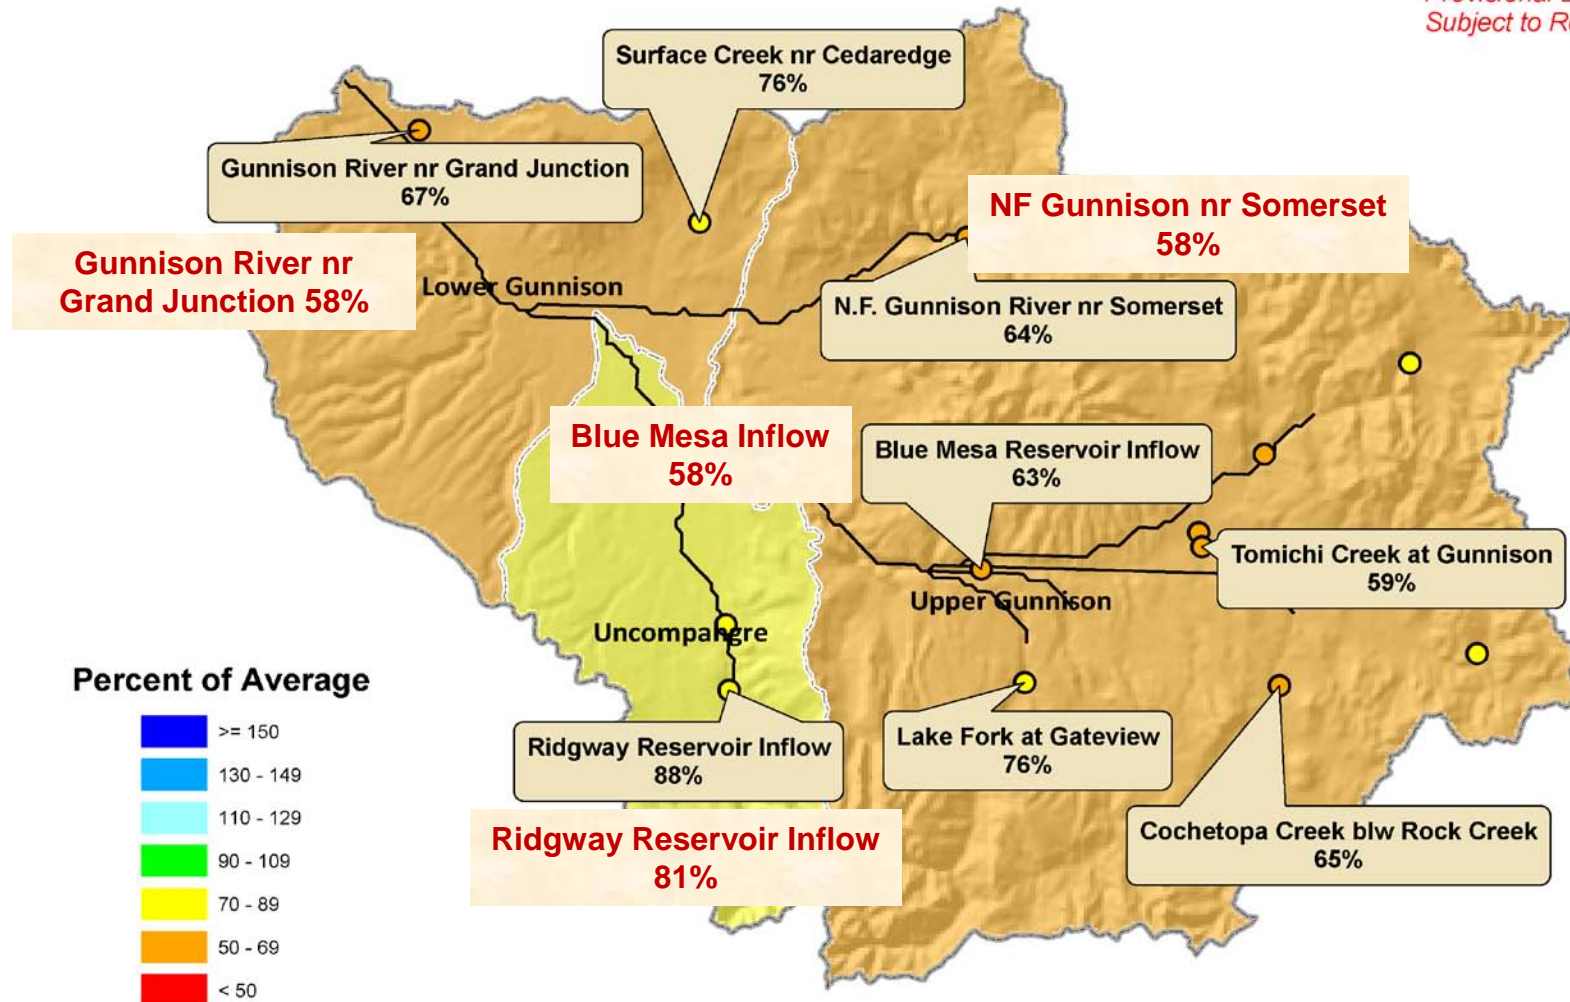 Subject to
Surface Creek nr Cedaredge
76%
Gunnison River nr Grand Junction
67%
NF Gunnison nr Somerset
58%
Gunnison River nr
Grand Junction 58%
Lower Gunnison
N.F. Gunnison River nr Somerset
64%
Blue Mesa Inflow
58%
Blue Mesa Reservoir Inflow
63%
Tomichi Creek at Gunnison
59%
Upper Gunnison
Uncompahgre
Percent of Average
>= 150
130 - 149
110 - 129
90 - 109
70 - 89
50 - 69
< 50
Ridgway Reservoir Inflow
88%
Lake Fork at Gateview
76%
Ridgway Reservoir Inflow
81%
Cochetopa Creek blw Rock Creek
65%